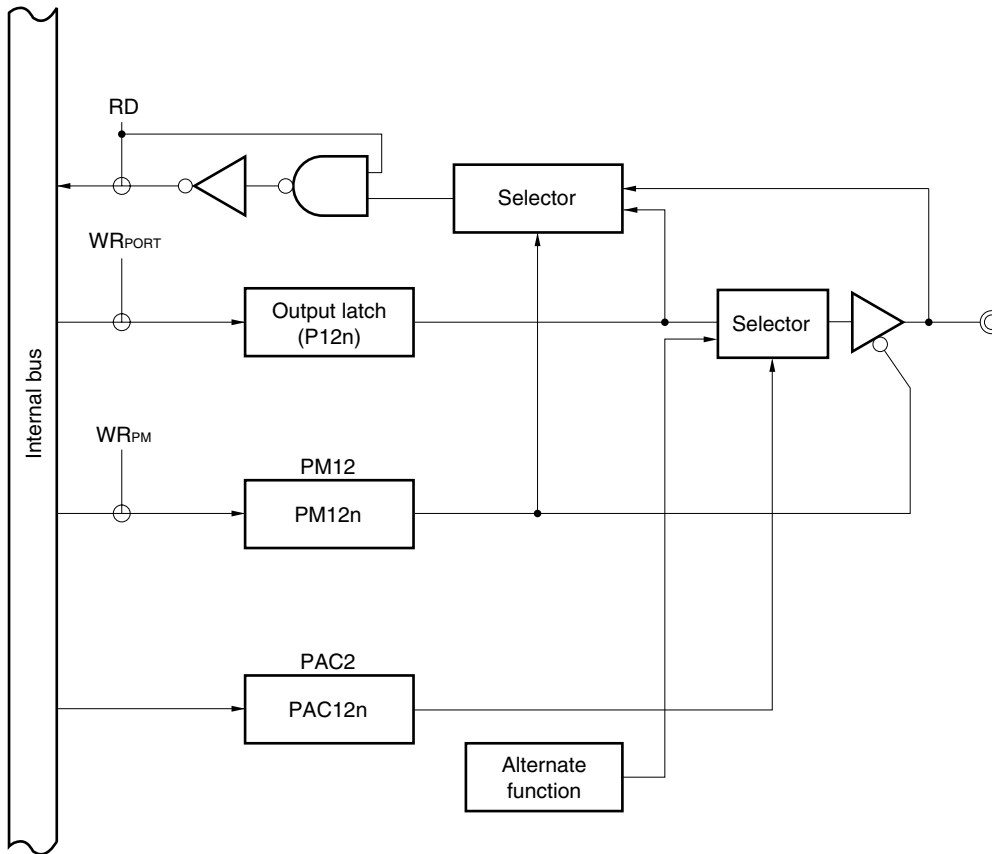 RD
Selector
WRPORT
Output latch
(P12n)
Selector
Internal bus
WRPM
PM12
PM12n
PAC2
PAC12n
Alternate
function